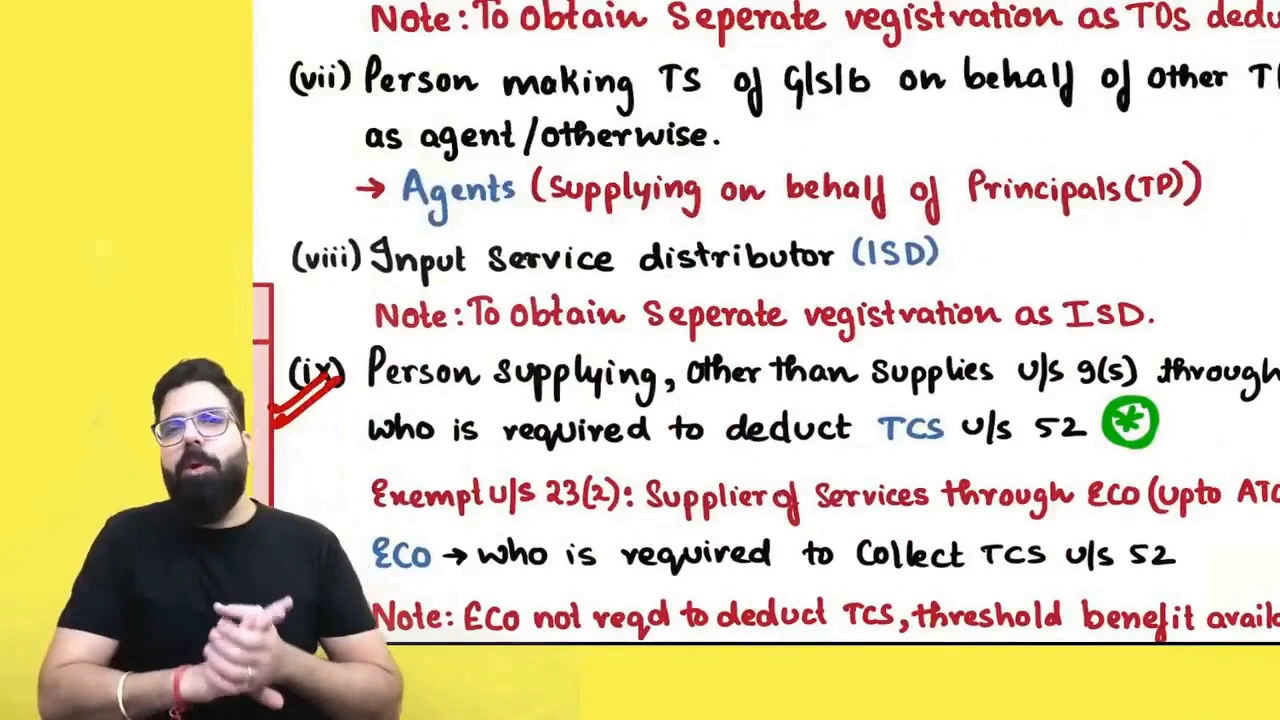 Note: To Obtain Seperate registration as TDs dedu
(vii) Person making TS of G|S|b on behalf of other T
as agent/otherwise.
→ Agents (Supplying on behalf of Principals(TP))
(viii) Input Service distributor (ISD)
Note: To Obtain Seperate registration as ISD.
(ix) Person supplying, Other than Supplies u/s 9(5) through
who is required to deduct TCS u/s 52
Exempt u/s 23(2): Supplier of Services through ECO (upto ATO
ECO → who is required to Collect TCS u/s 52
Note: ECO not reqd to deduct TCS, threshold benefit avail